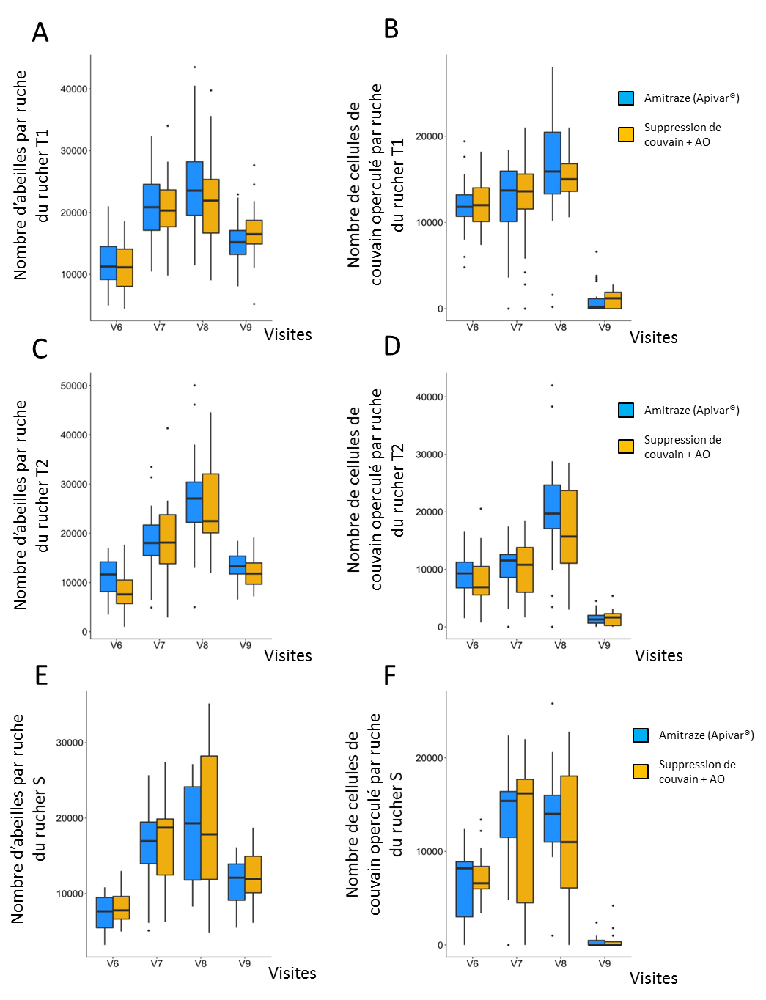 A
Nombre d’abeilles par ruche
du rucher T1
40000
30000
20000
10000
V6 V7 V8 V9
Visites
B
Nombre de cellules de
couvain operculé par ruche
du rucher T1
20000
10000
0
V6 V7 V8 V9
Visites
Amitraze (Apivar®)
Suppression de
couvain + AO
C
Nombre d’abeilles par ruche
du rucher T2
50000
40000
30000
20000
10000
0
V6 V7 V8 V9
Visites
D
Nombre de cellules de
couvain operculé par ruche
du rucher T2
40000
30000
20000
10000
0
V6 V7 V8 V9
Visites
Amitraze (Apivar®)
Suppression de
couvain + AO
E
Nombre d’abeilles par ruche
du rucher S
30000
20000
10000
V6 V7 V8 V9
Visites
F
Nombre de cellules de
couvain operculé par ruche
du rucher S
20000
10000
0
V6 V7 V8 V9
Visites
Amitraze (Apivar®)
Suppression de
couvain + AO